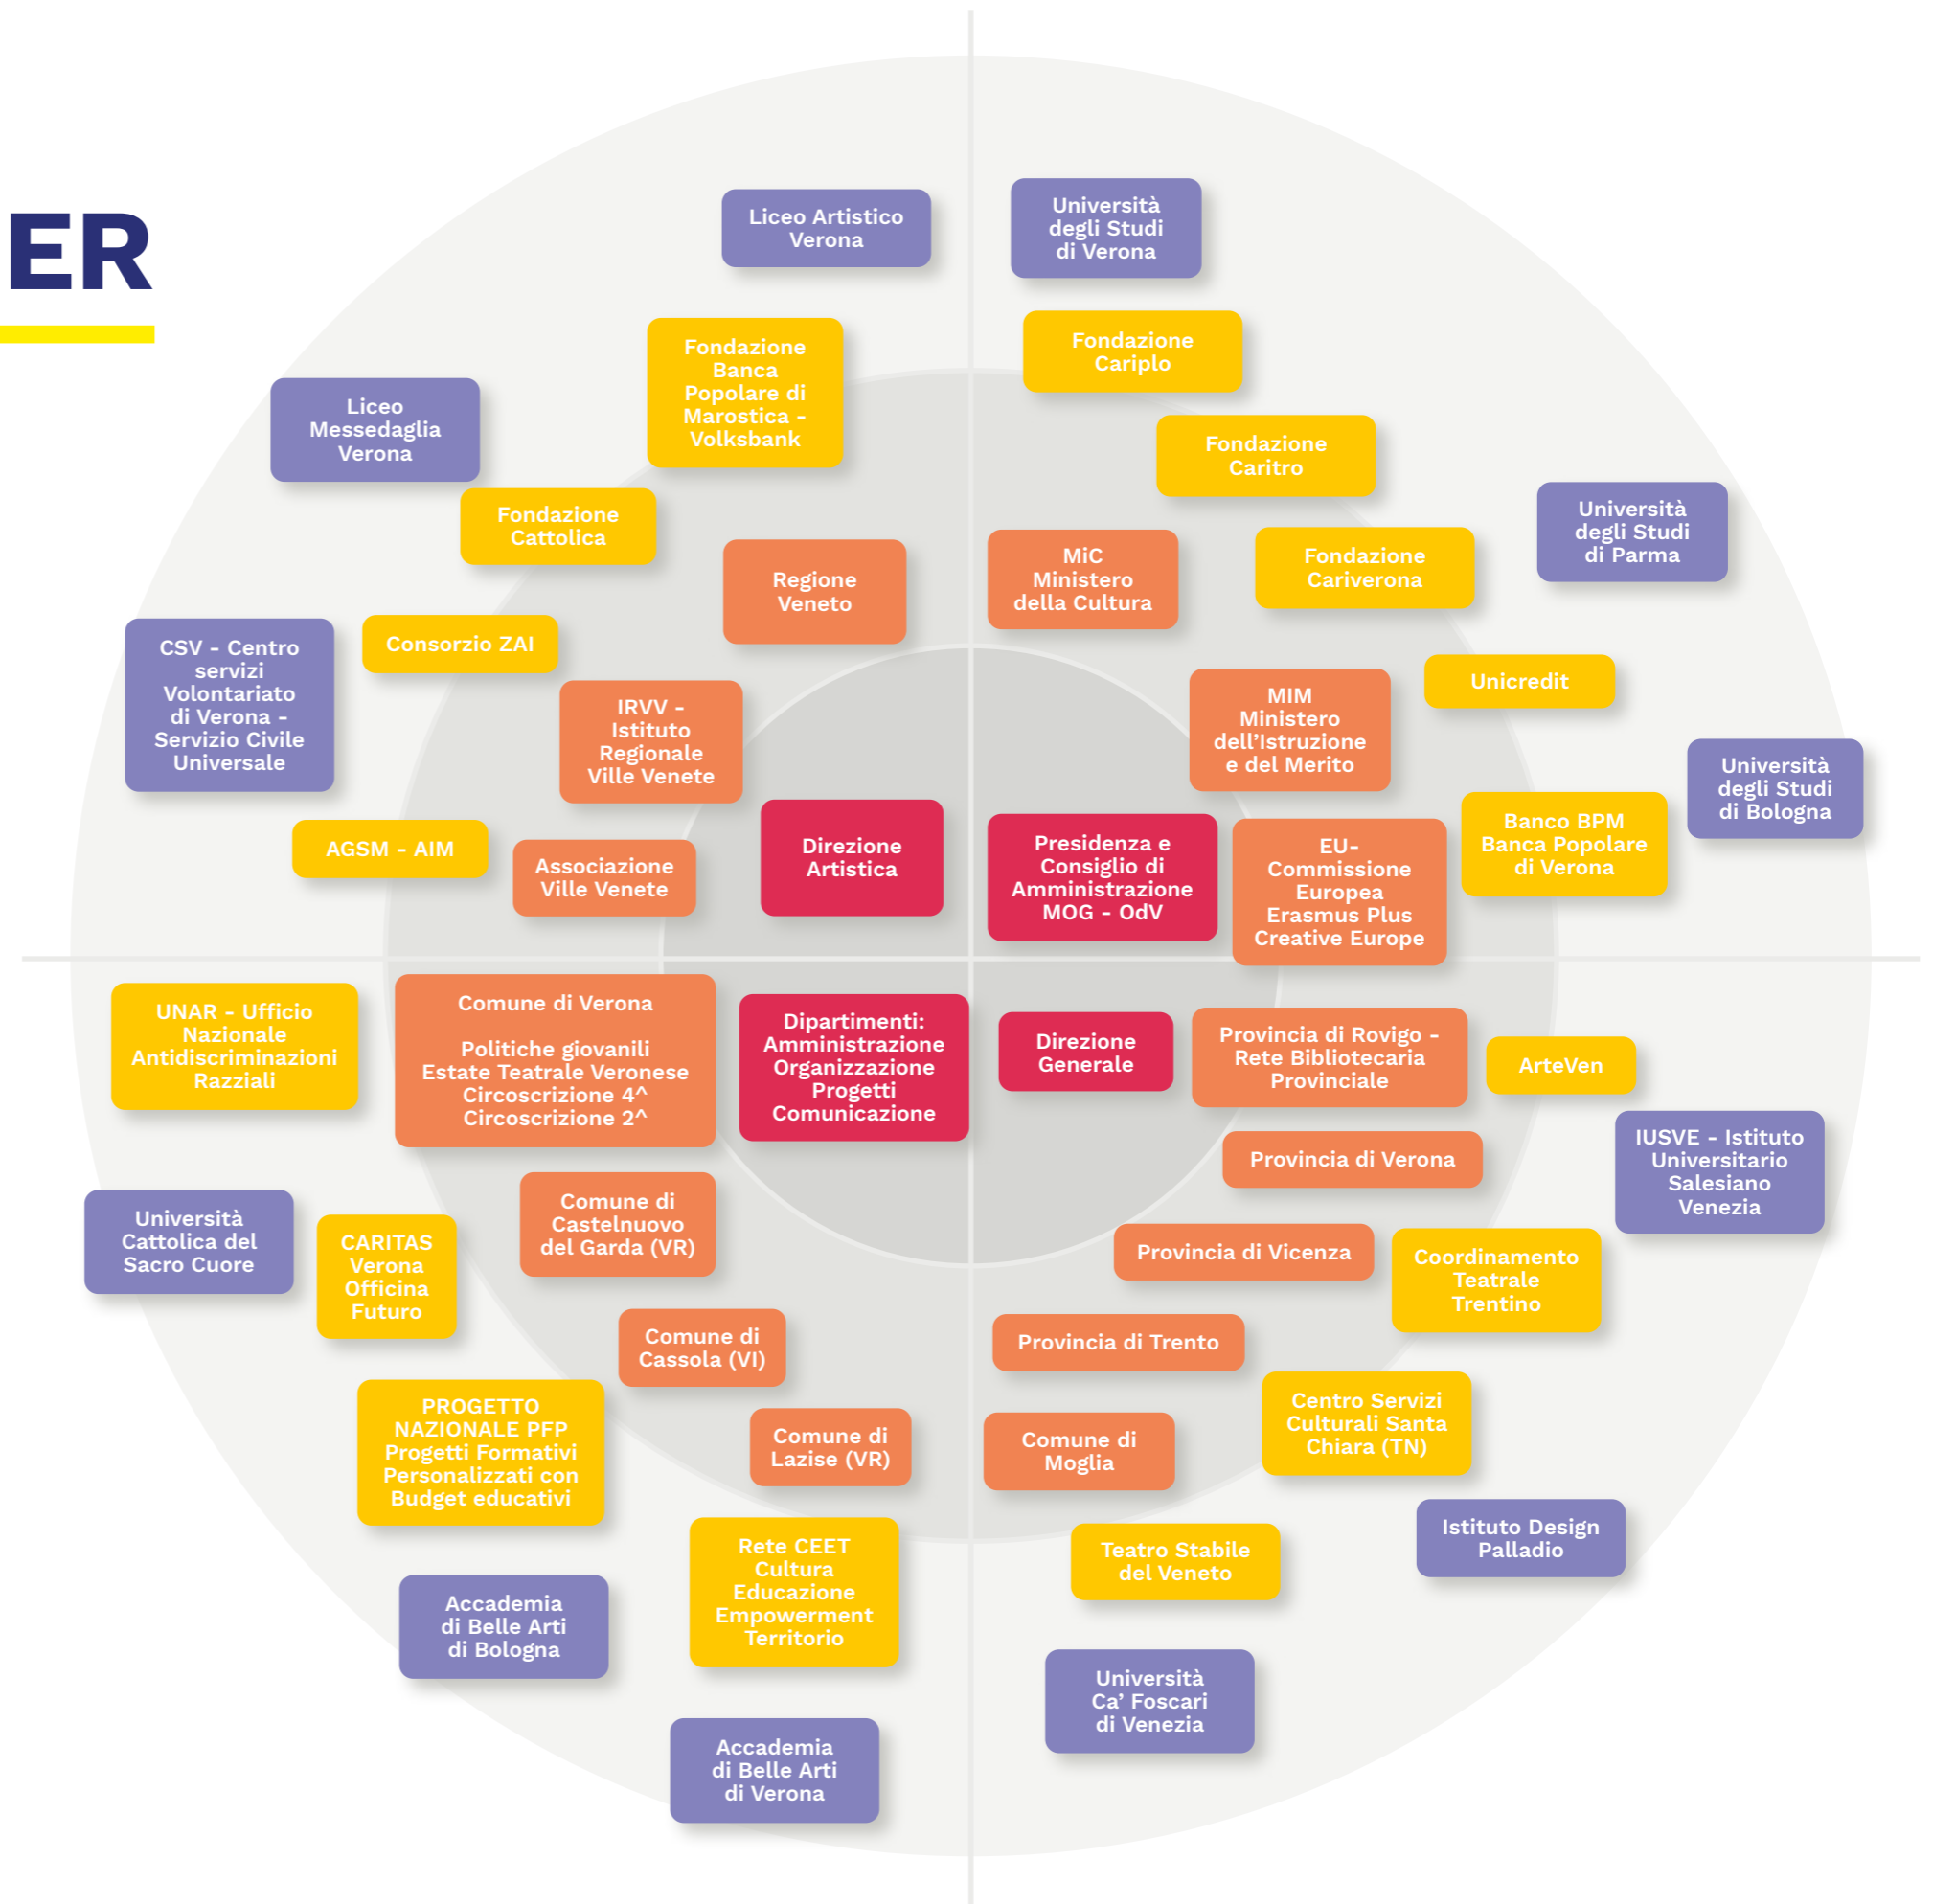 ER
Liceo Artistico
Verona
Università
degli Studi
di Verona
Fondazione
Banca
Popolare di
Marostica -
Volksbank
Fondazione
Cariplo
Liceo
Messedaglia
Verona
Fondazione
Caritro
Fondazione
Cattolica
Università
degli Studi
di Parma
Regione
Veneto
MiC
Ministero
della Cultura
Fondazione
Cariverona
CSV - Centro
servizi
Volontariato
di Verona -
Servizio Civile
Universale
Consorzio ZAI
IRVV -
Istituto
Regionale
Ville Venete
MIM
Ministero
dell’Istruzione
e del Merito
Unicredit
Università
degli Studi
di Bologna
AGSM - AIM
Associazione
Ville Venete
Direzione
Artistica
Presidenza e
Consiglio di
Amministrazione
MOG - OdV
EU-
Commissione
Europea
Erasmus Plus
Creative Europe
Banco BPM
Banca Popolare
di Verona
UNAR - Ufficio
Nazionale
Antidiscriminazioni
Razziali
Comune di Verona
Politiche giovanili
Estate Teatrale Veronese
Circoscrizione 4^
Circoscrizione 2^
Dipartimenti:
Amministrazione
Organizzazione
Progetti
Comunicazione
Direzione
Generale
Provincia di Rovigo -
Rete Bibliotecaria
Provinciale
ArteVen
Provincia di Verona
IUSVE - Istituto
Universitario
Salesiano
Venezia
Università
Cattolica del
Sacro Cuore
CARITAS
Verona
Officina
Futuro
Comune di
Castelnuovo
del Garda (VR)
Provincia di Vicenza
Coordinamento
Teatrale
Trentino
Comune di
Cassola (VI)
Provincia di Trento
PROGETTO
NAZIONALE PFP
Progetti Formativi
Personalizzati con
Budget educativi
Comune di
Lazise (VR)
Comune di
Moglia
Centro Servizi
Culturali Santa
Chiara (TN)
Rete CEET
Cultura
Educazione
Empowerment
Territorio
Teatro Stabile
del Veneto
Istituto Design
Palladio
Accademia
di Belle Arti
di Bologna
Università
Ca’ Foscari
di Venezia
Accademia
di Belle Arti
di Verona